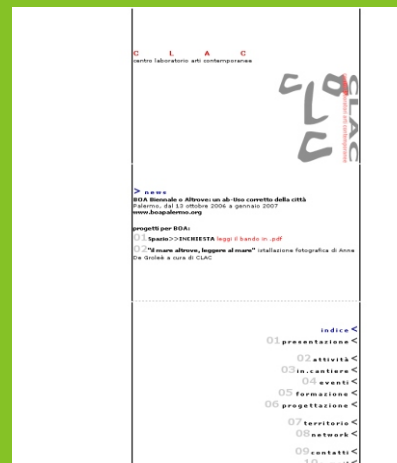 C L A C
centro laboratorio arti contemporanee
CLAC
> news
BOA Biennale o Altrove: un ab-Uso corretto della città
Palermo, dal 13 ottobre 2006 a gennaio 2007
www.boapalermo.org
progetti per BOA:
01 Spazio>>INCHIESTA leggi il bando in .pdf
02 "il mare altrove, leggere al mare" istallazione fotografica di Anne
De Groleè a cura di CLAC
indice <
01 presentazione <
02 attività <
03 in.cantiere <
04 eventi <
05 formazione <
06 progettazione <
07 territorio <
08 network <
09 contatti <